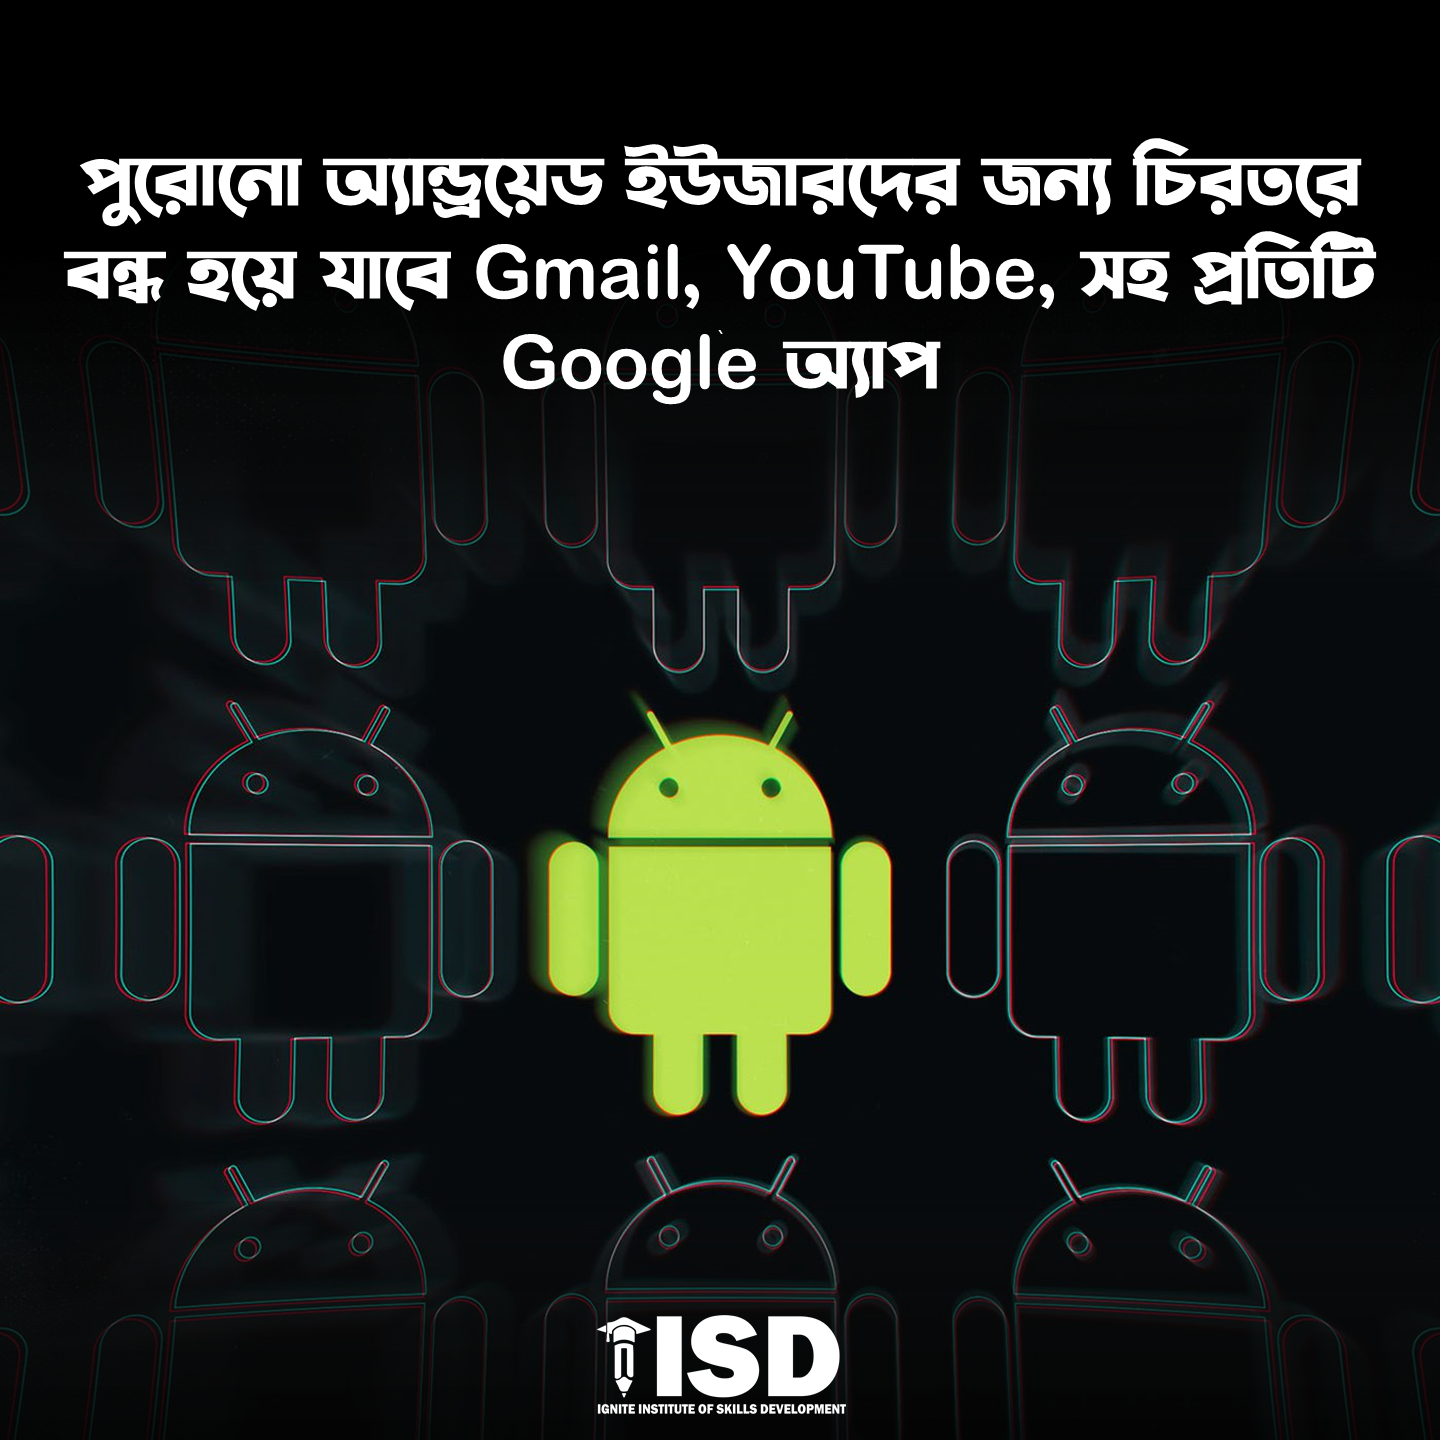 পুরোনো অ্যান্ড্রয়েড ইউজারদের জন্য চিরতরে
বন্ধ হয়ে যাবে Gmail, YouTube, সহ প্রতিটি
Google অ্যাপ
ISD
IGNITE INSTITUTE OF SKILLS DEVELOPMENT